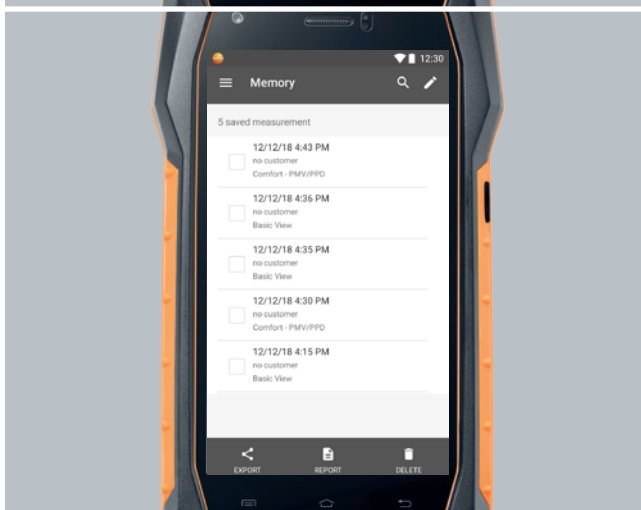 12:30
Memory
5 saved measurement
12/12/18 4:43 PM
no customer
Comfort - PMV/PPD
12/12/18 4:36 PM
no customer
Basic View
12/12/18 4:35 PM
no customer
Basic View
12/12/18 4:30 PM
no customer
Comfort - PMV/PPD
12/12/18 4:15 PM
no customer
Basic View
EXPORT REPORT DELETE